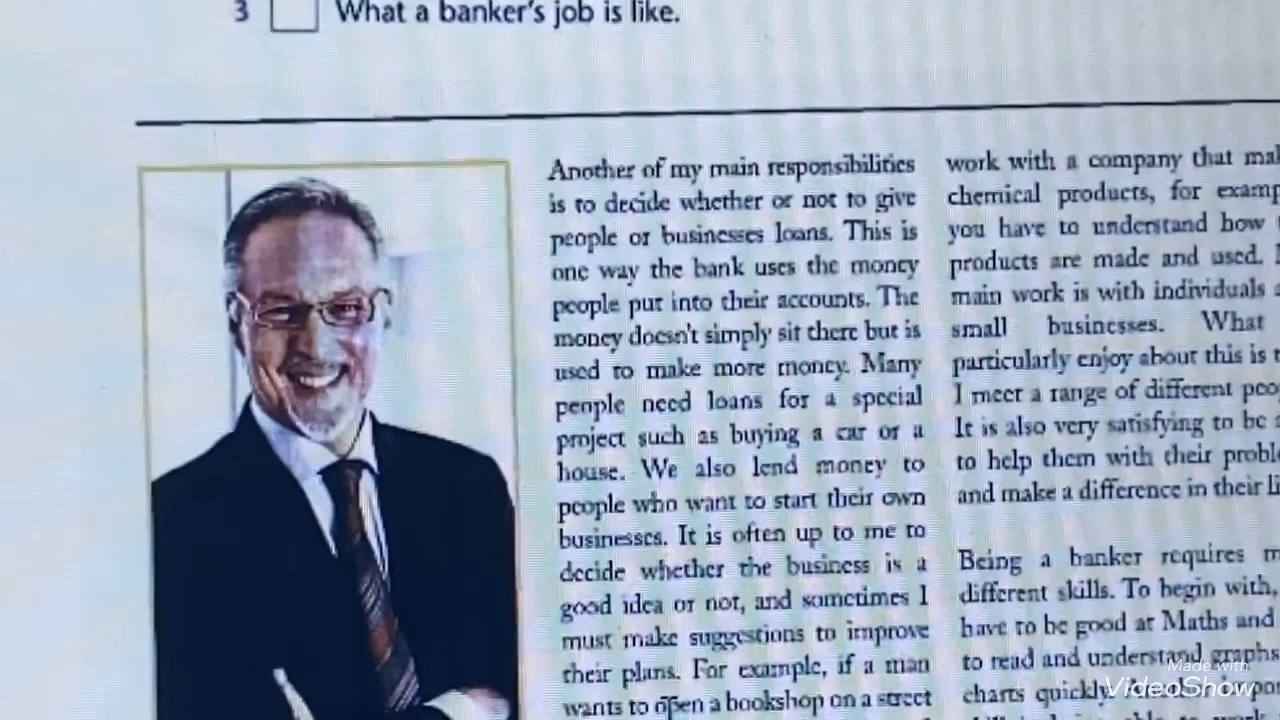 3 What a banker's job is like.
Another of my main responsibilities
is to decide whether or not to give
people or businesses loans. This is
one way the bank uses the money
people put into their accounts. The
money doesn't simply sit there but is
used to make more money. Many
people need loans for a special
project such as buying a car or a
house. We also lend money to
people who want to start their own
businesses. It is often up to me to
decide whether the business is a
good idea or not, and sometimes I
must make suggestions to improve
their plans. For example, if a man
wants to open a bookshop on a street
work with a company that
chemical products, for
you have to understand how
products are made and used.
main work is with individuals
small businesses. What
particularly enjoy about this is
I meet a range of different
It is also very satisfying to be
to help them with their
and make a difference in their
Being a banker requires
different skills. To begin with,
have to be good at Maths and
to read and understand graphs
charts quickly
Made with
VideoShow